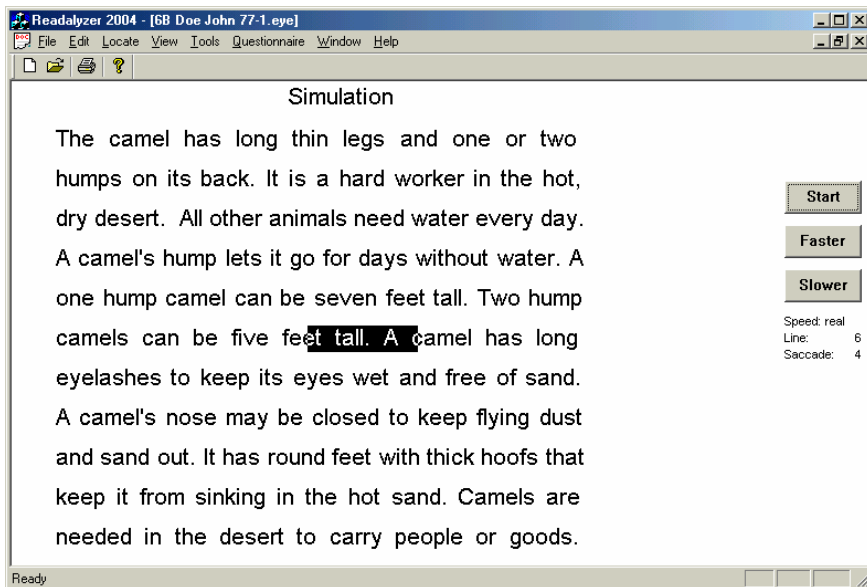 Readalyzer 2004 - [6B Doe John 77-1.eye]
File Edit Locate View Tools Questionnaire Window Help
Simulation
The camel has long thin legs and one or two
humps on its back. It is a hard worker in the hot,
dry desert. All other animals need water every day.
A camel's hump lets it go for days without water. A
one hump camel can be seven feet tall. Two hump
camels can be five feet tall. A camel has long
eyelashes to keep its eyes wet and free of sand.
A camel's nose may be closed to keep flying dust
and sand out. It has round feet with thick hoofs that
keep it from sinking in the hot sand. Camels are
needed in the desert to carry people or goods.
Start
Faster
Slower
Speed: real
Line: 6
Saccade: 4
Ready